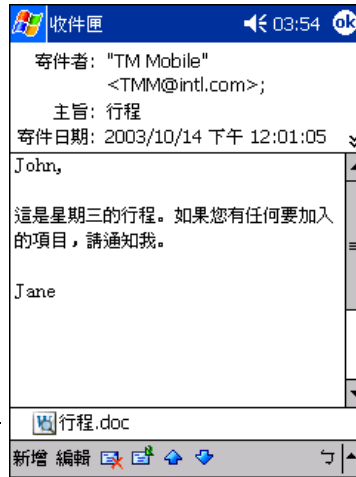 收件匣 03:54 ok
寄件者: "TM Mobile"
<TMM@intl.com>;
主旨: 行程
寄件日期: 2003/10/14 下午 12:01:05
John,
這是星期三的行程。如果您有任何要加入
的項目，請通知我。
Jane
行程.doc
新增 編輯 ㄅ